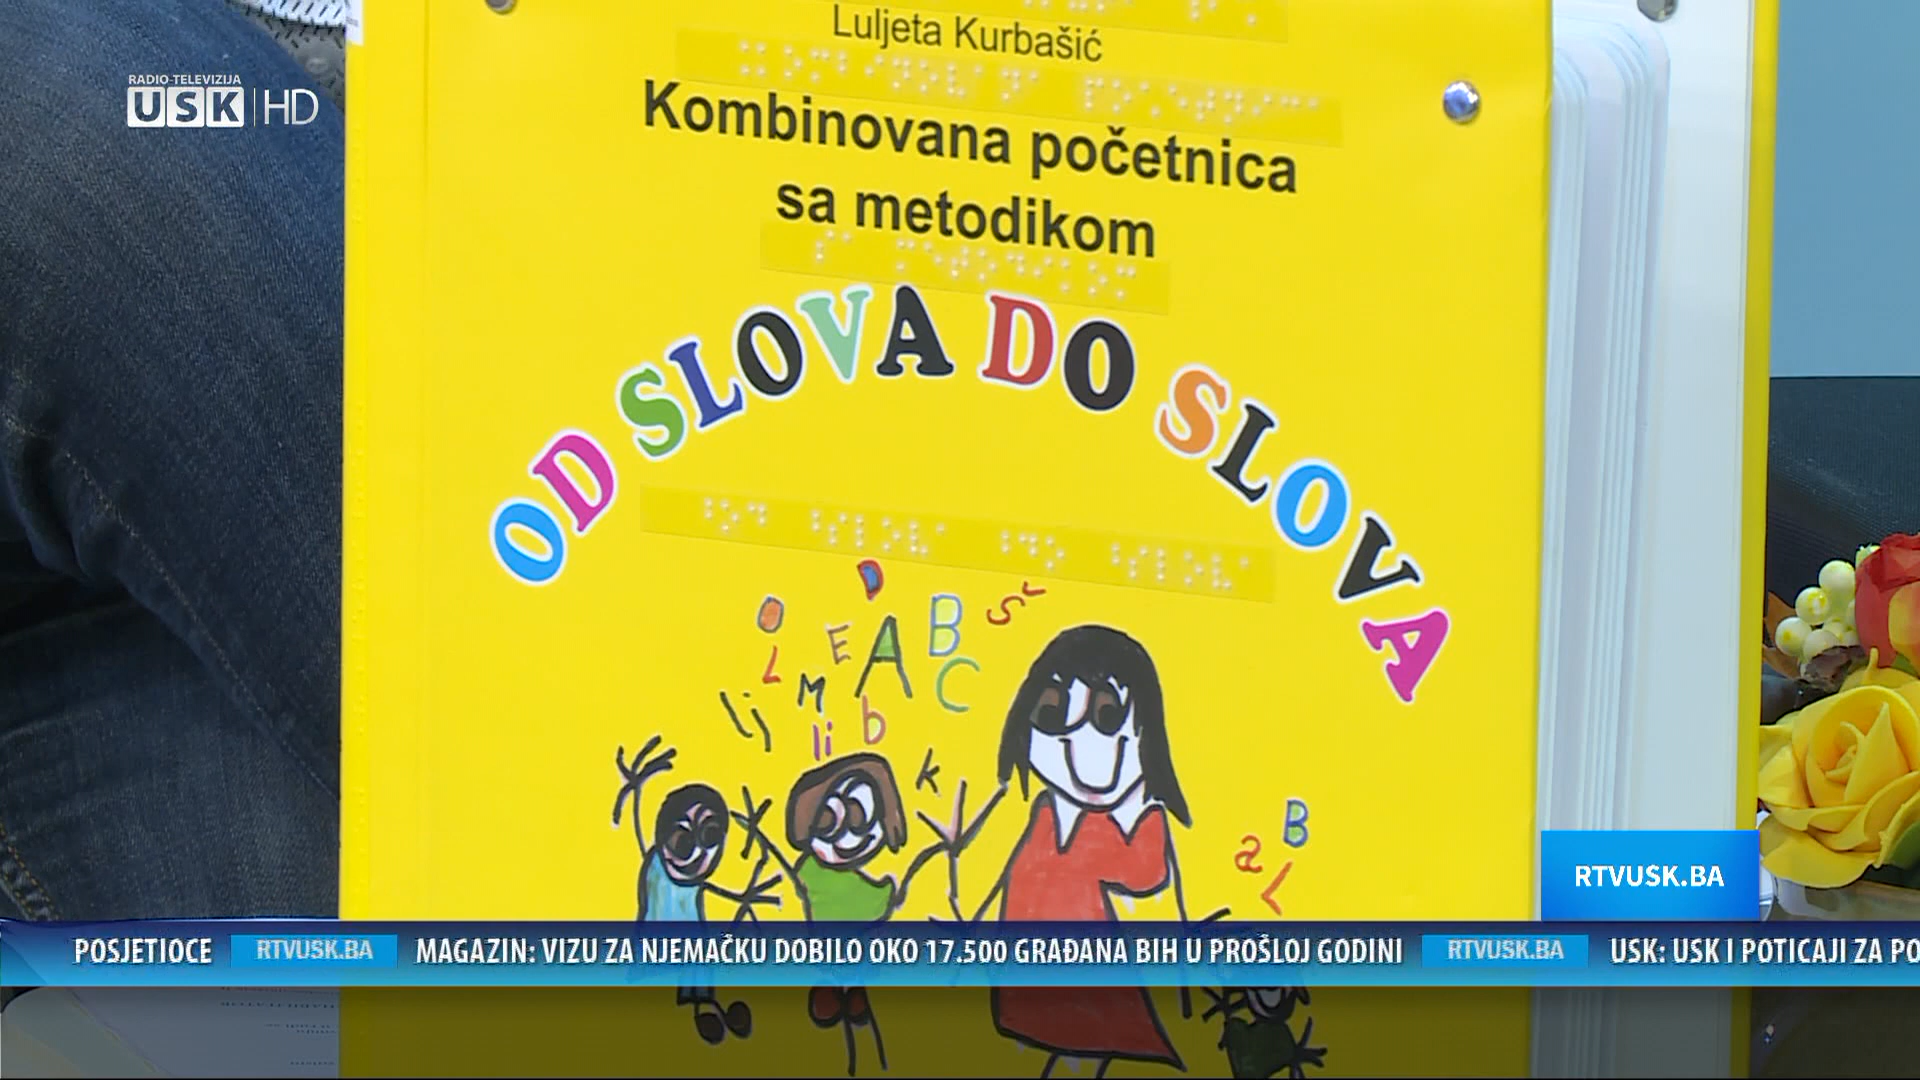 Luljeta Kurbašić
RADIO-TELEVIZIJA
USK HD
Kombinovana početnica
sa metodikom
OD SLOVA DO SLOVA
D
O E A B Š
L M C
lj lj b
k
B
a L
RTVUSK.BA
POSJETIOCE RTVUSK.BA MAGAZIN: VIZU ZA NJEMAČKU DOBILO OKO 17.500 GRAĐANA BIH U PROŠLOJ GODINI RTVUSK.BA USK: USK I POTICAJI ZA PO